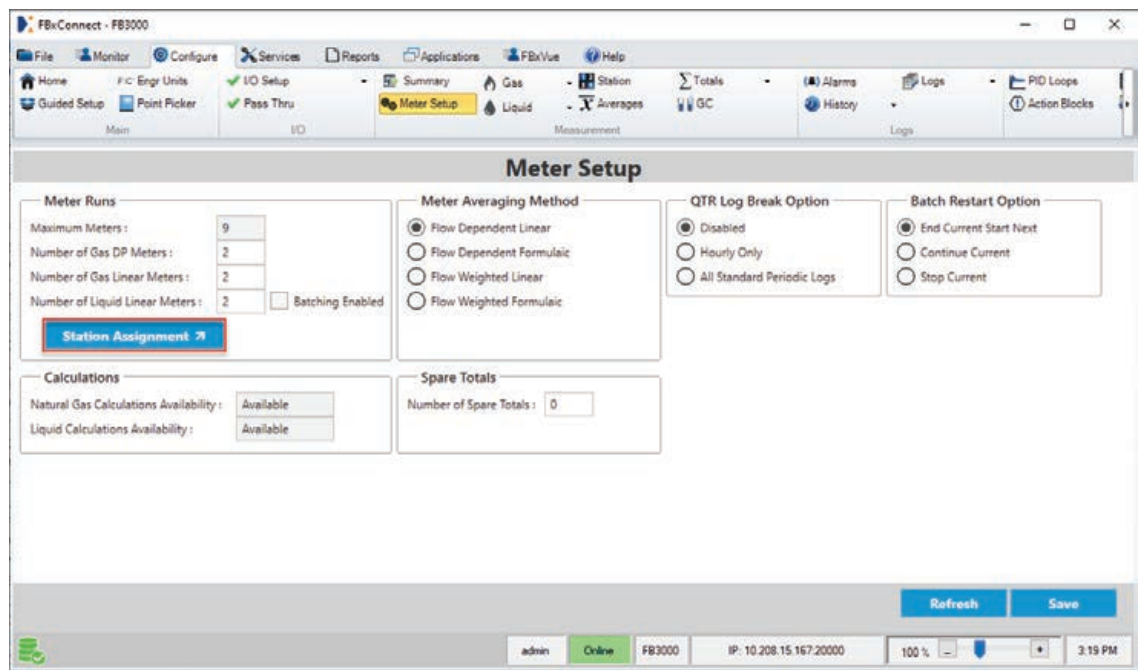 FBxConnect - FB3000
File Monitor Configure Services Reports Applications FBxVue Help
Home F:C: Engr Units I/O Setup Summary Gas Station Totals Alarms Logs PID Loops
Guided Setup Point Picker Pass Thru Meter Setup Liquid Averages GC History Action Blocks
Main I/O Measurement Logs
Meter Setup
Meter Runs Meter Averaging Method QTR Log Break Option Batch Restart Option
Maximum Meters : 9 Flow Dependent Linear Disabled End Current Start Next
Number of Gas DP Meters : 2 Flow Dependent Formulaic Hourly Only Continue Current
Number of Gas Linear Meters : 2 Flow Weighted Linear All Standard Periodic Logs Stop Current
Number of Liquid Linear Meters : 2 Batching Enabled Flow Weighted Formulaic
Station Assignment
Calculations Spare Totals
Natural Gas Calculations Availability : Available Number of Spare Totals : 0
Liquid Calculations Availability : Available
Refresh Save
admin Online FB3000 IP: 10.208.15.167:20000 100 % - + 3:19 PM